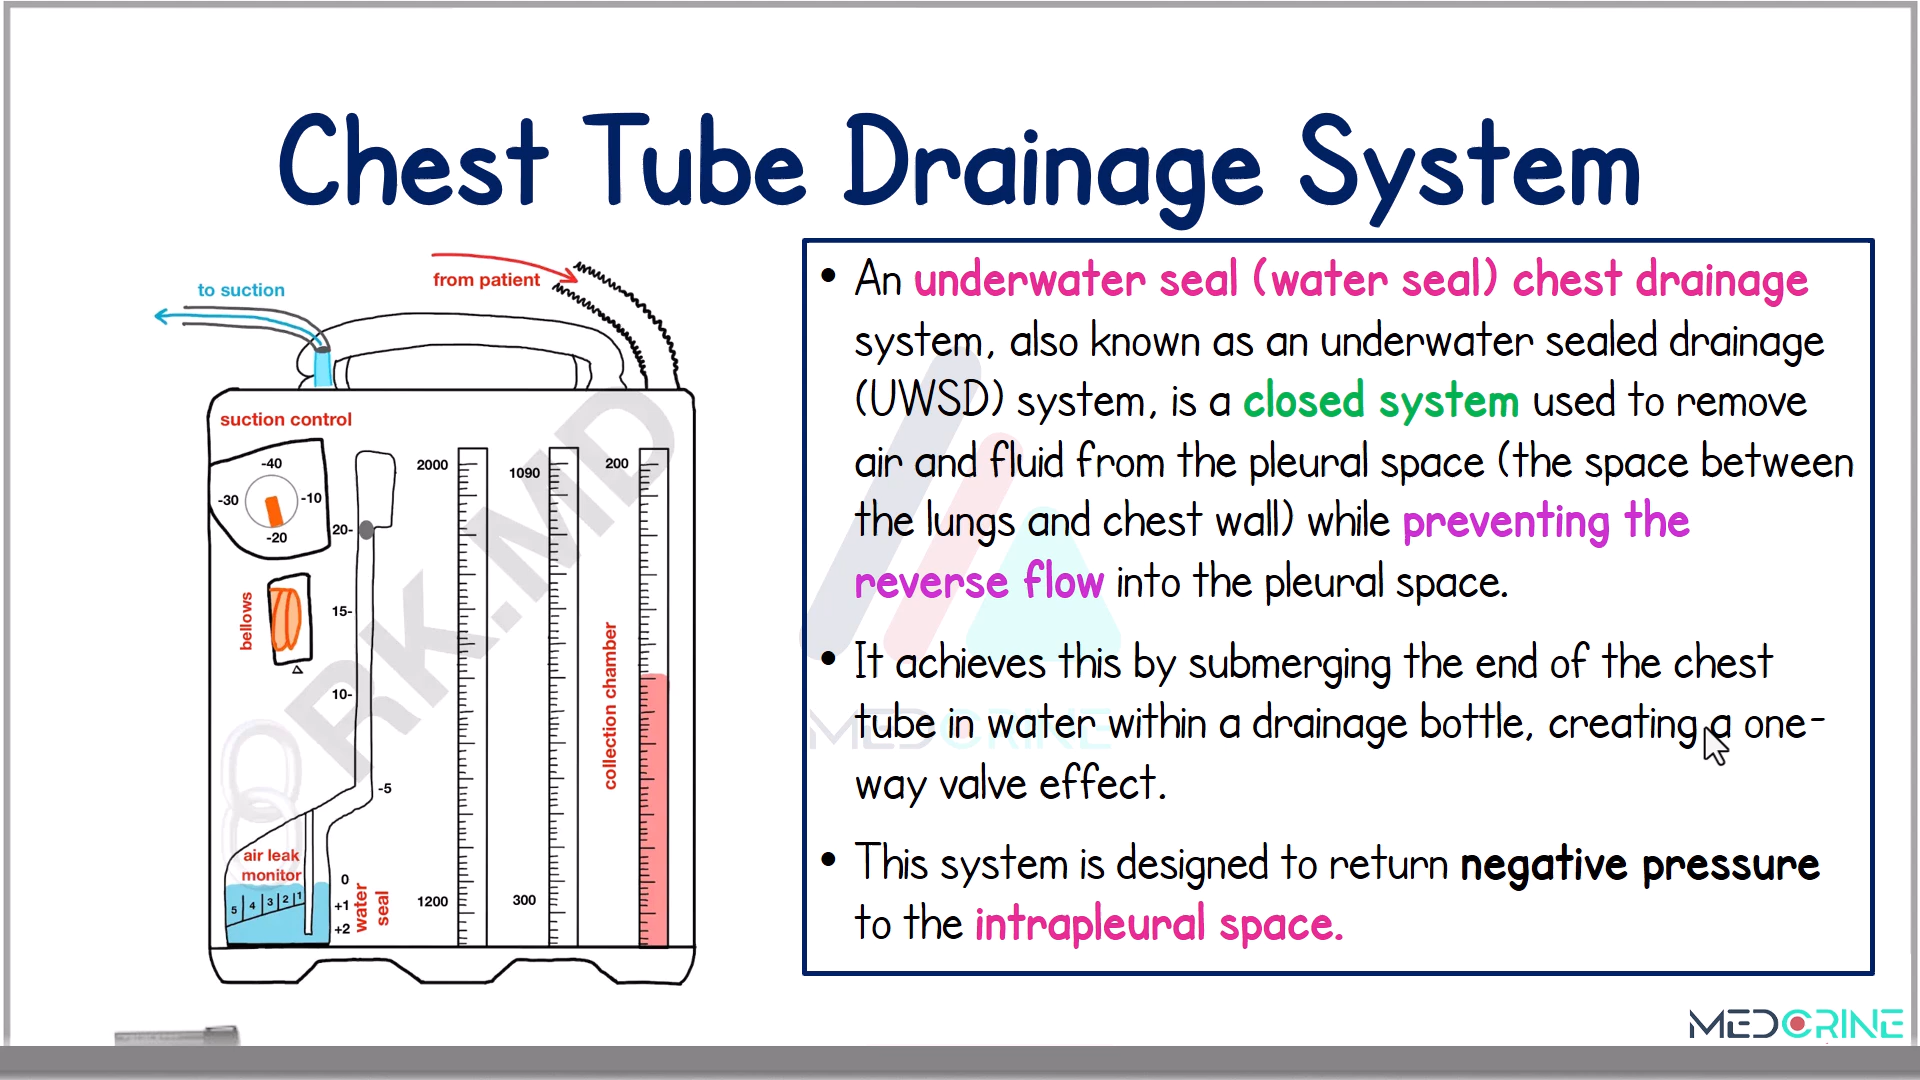 Chest Tube Drainage System
to suction
from patient
suction control
-40
-30
-10
-20
bellows
20-
15-
10-
-5
air leak
monitor
5 4 3 2 1
0
+1
+2
water
seal
2000
1200
1090
300
200
collection chamber
RK.MD
• An underwater seal (water seal) chest drainage
system, also known as an underwater sealed drainage
(UWSD) system, is a closed system used to remove
air and fluid from the pleural space (the space between
the lungs and chest wall) while preventing the
reverse flow into the pleural space.
• It achieves this by submerging the end of the chest
tube in water within a drainage bottle, creating a one-
way valve effect.
• This system is designed to return negative pressure
to the intrapleural space.
MEDCRINE
MEDCRINE